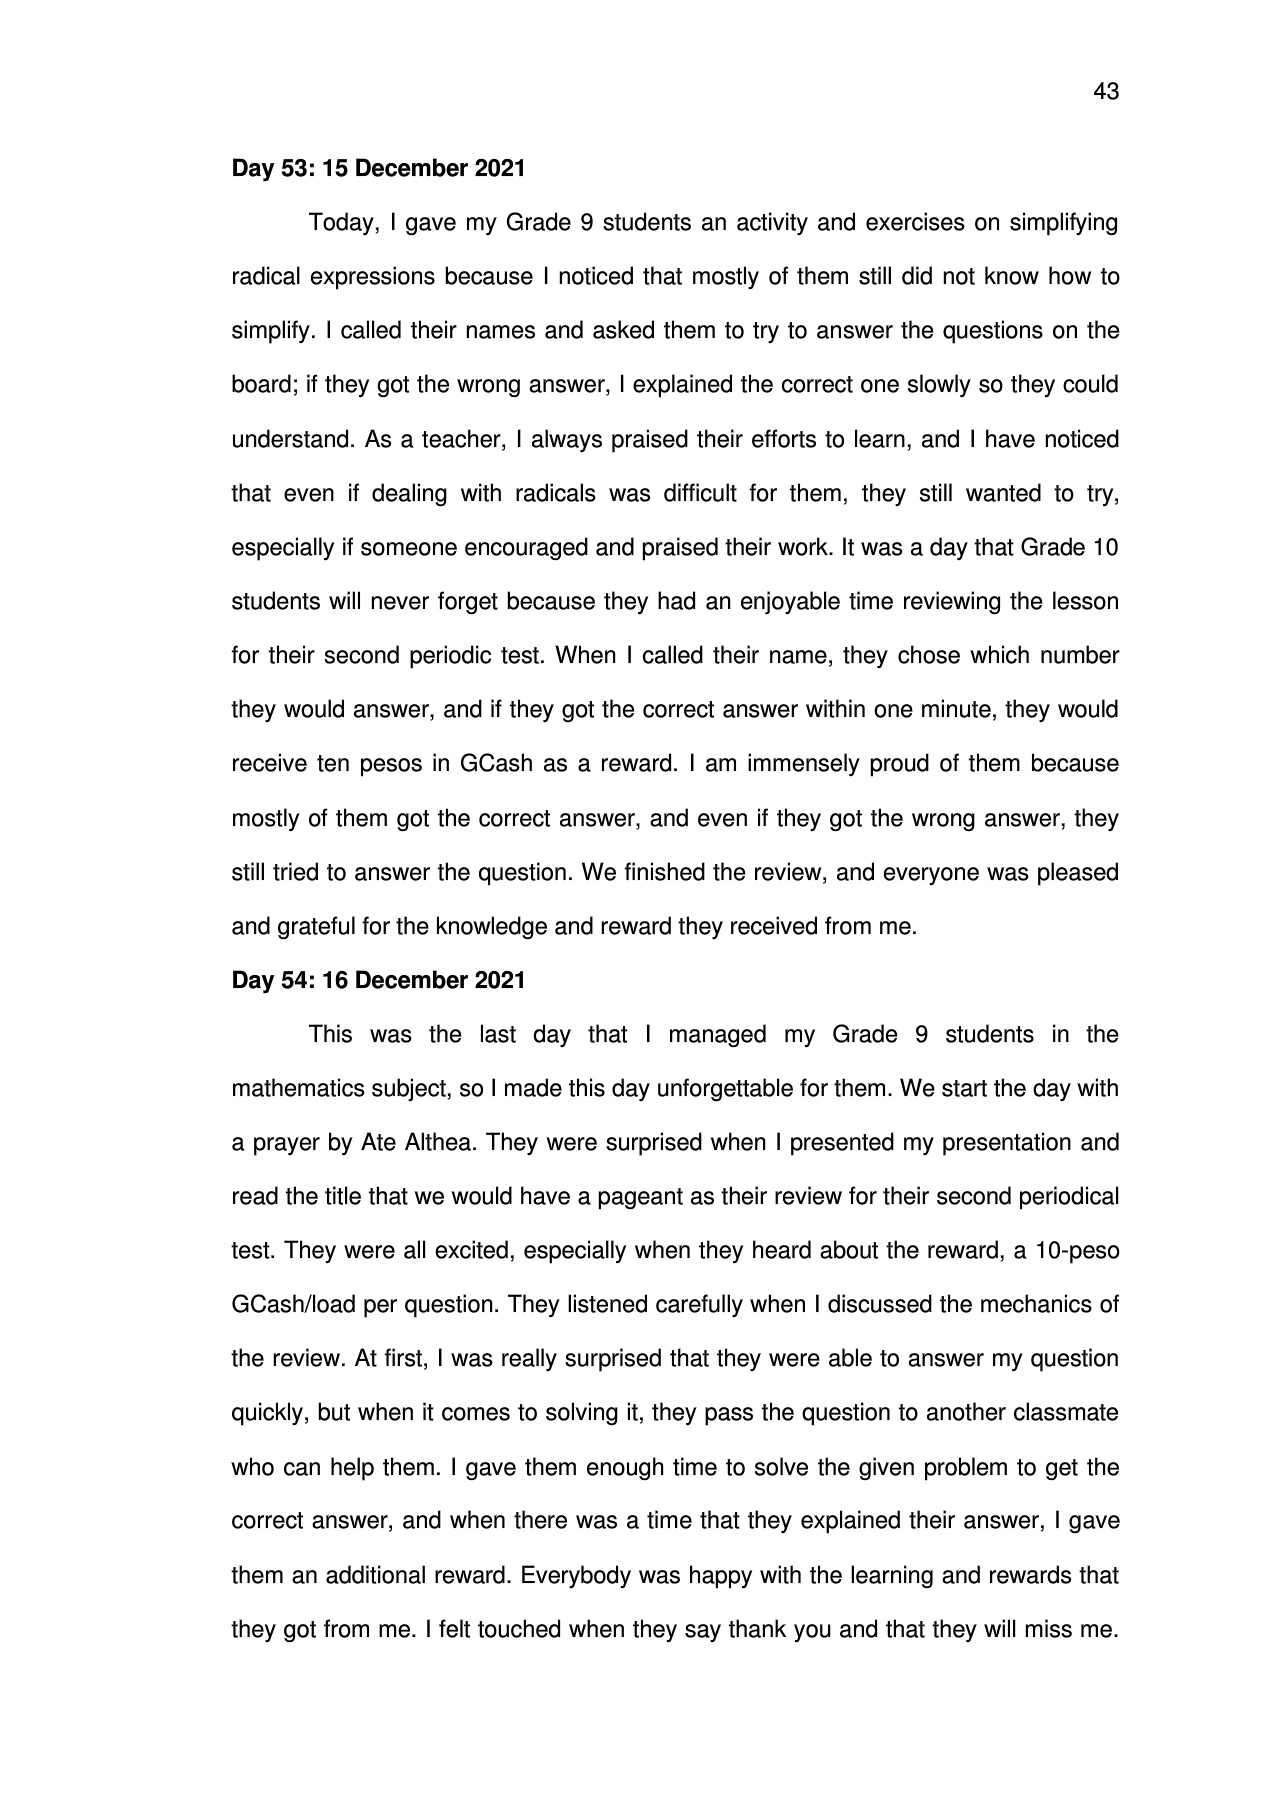 43
Day 53: 15 December 2021
Today, I gave my Grade 9 students an activity and exercises on simplifying
radical expressions because I noticed that mostly of them still did not know how to
simplify. I called their names and asked them to try to answer the questions on the
board; if they got the wrong answer, I explained the correct one slowly so they could
understand. As a teacher, I always praised their efforts to learn, and I have noticed
that even if dealing with radicals was difficult for them, they still wanted to try,
especially if someone encouraged and praised their work. It was a day that Grade 10
students will never forget because they had an enjoyable time reviewing the lesson
for their second periodic test. When I called their name, they chose which number
they would answer, and if they got the correct answer within one minute, they would
receive ten pesos in GCash as a reward. I am immensely proud of them because
mostly of them got the correct answer, and even if they got the wrong answer, they
still tried to answer the question. We finished the review, and everyone was pleased
and grateful for the knowledge and reward they received from me.
Day 54: 16 December 2021
This was the last day that I managed my Grade 9 students in the
mathematics subject, so I made this day unforgettable for them. We start the day with
a prayer by Ate Althea. They were surprised when I presented my presentation and
read the title that we would have a pageant as their review for their second periodical
test. They were all excited, especially when they heard about the reward, a 10-peso
GCash/load per question. They listened carefully when I discussed the mechanics of
the review. At first, I was really surprised that they were able to answer my question
quickly, but when it comes to solving it, they pass the question to another classmate
who can help them. I gave them enough time to solve the given problem to get the
correct answer, and when there was a time that they explained their answer, I gave
them an additional reward. Everybody was happy with the learning and rewards that
they got from me. I felt touched when they say thank you and that they will miss me.